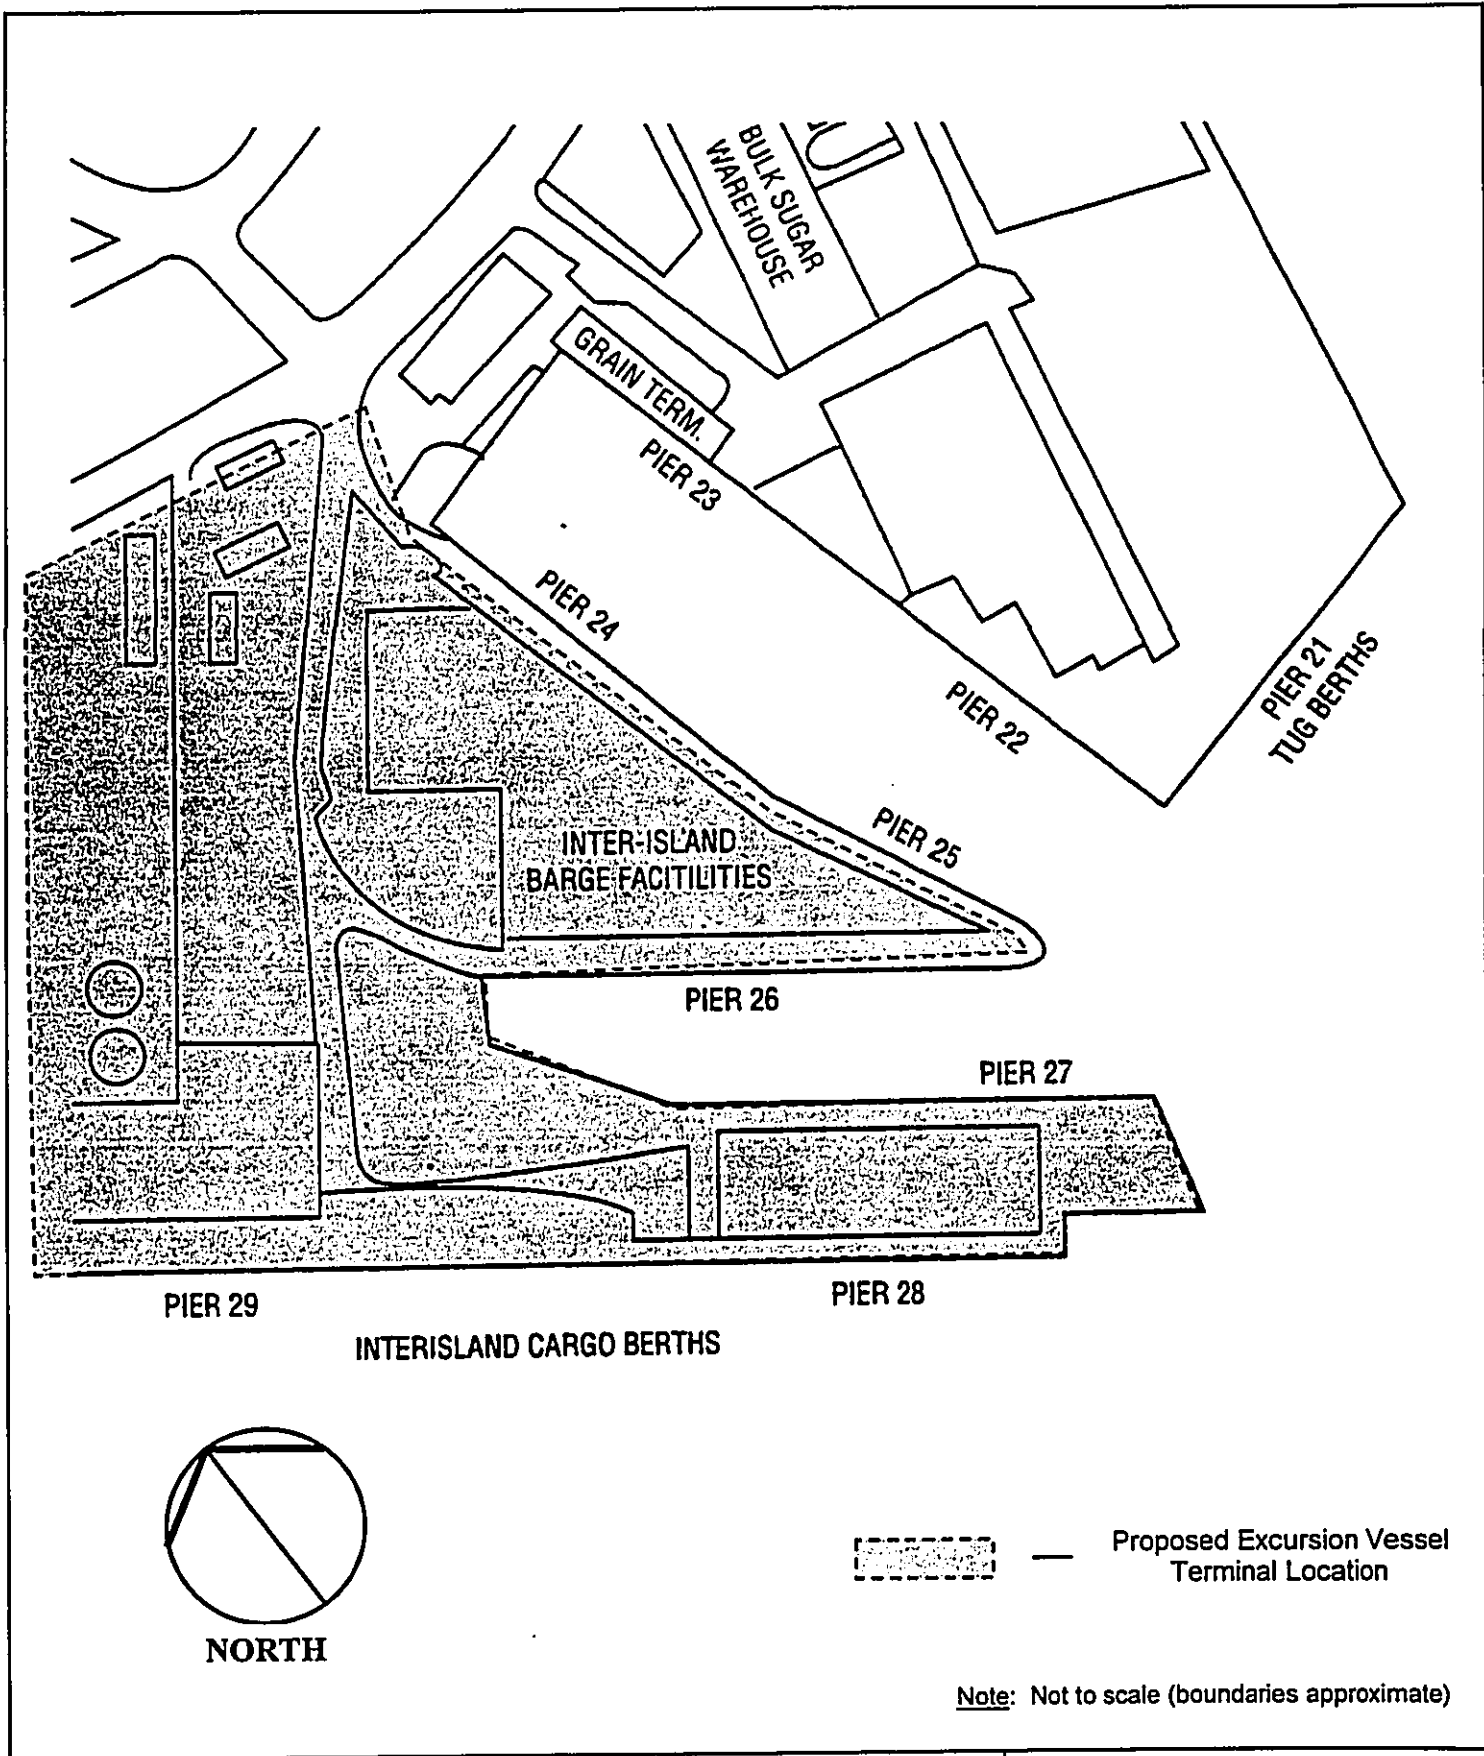 BULK SUGAR
WAREHOUSE
GRAIN TERM.
PIER 23
PIER 24
PIER 22
PIER 21
TUG BERTHS
PIER 25
INTER-ISLAND
BARGE FACITILITIES
PIER 26
PIER 27
PIER 29
PIER 28
INTERISLAND CARGO BERTHS
NORTH
Proposed Excursion Vessel
Terminal Location
Note: Not to scale (boundaries approximate)